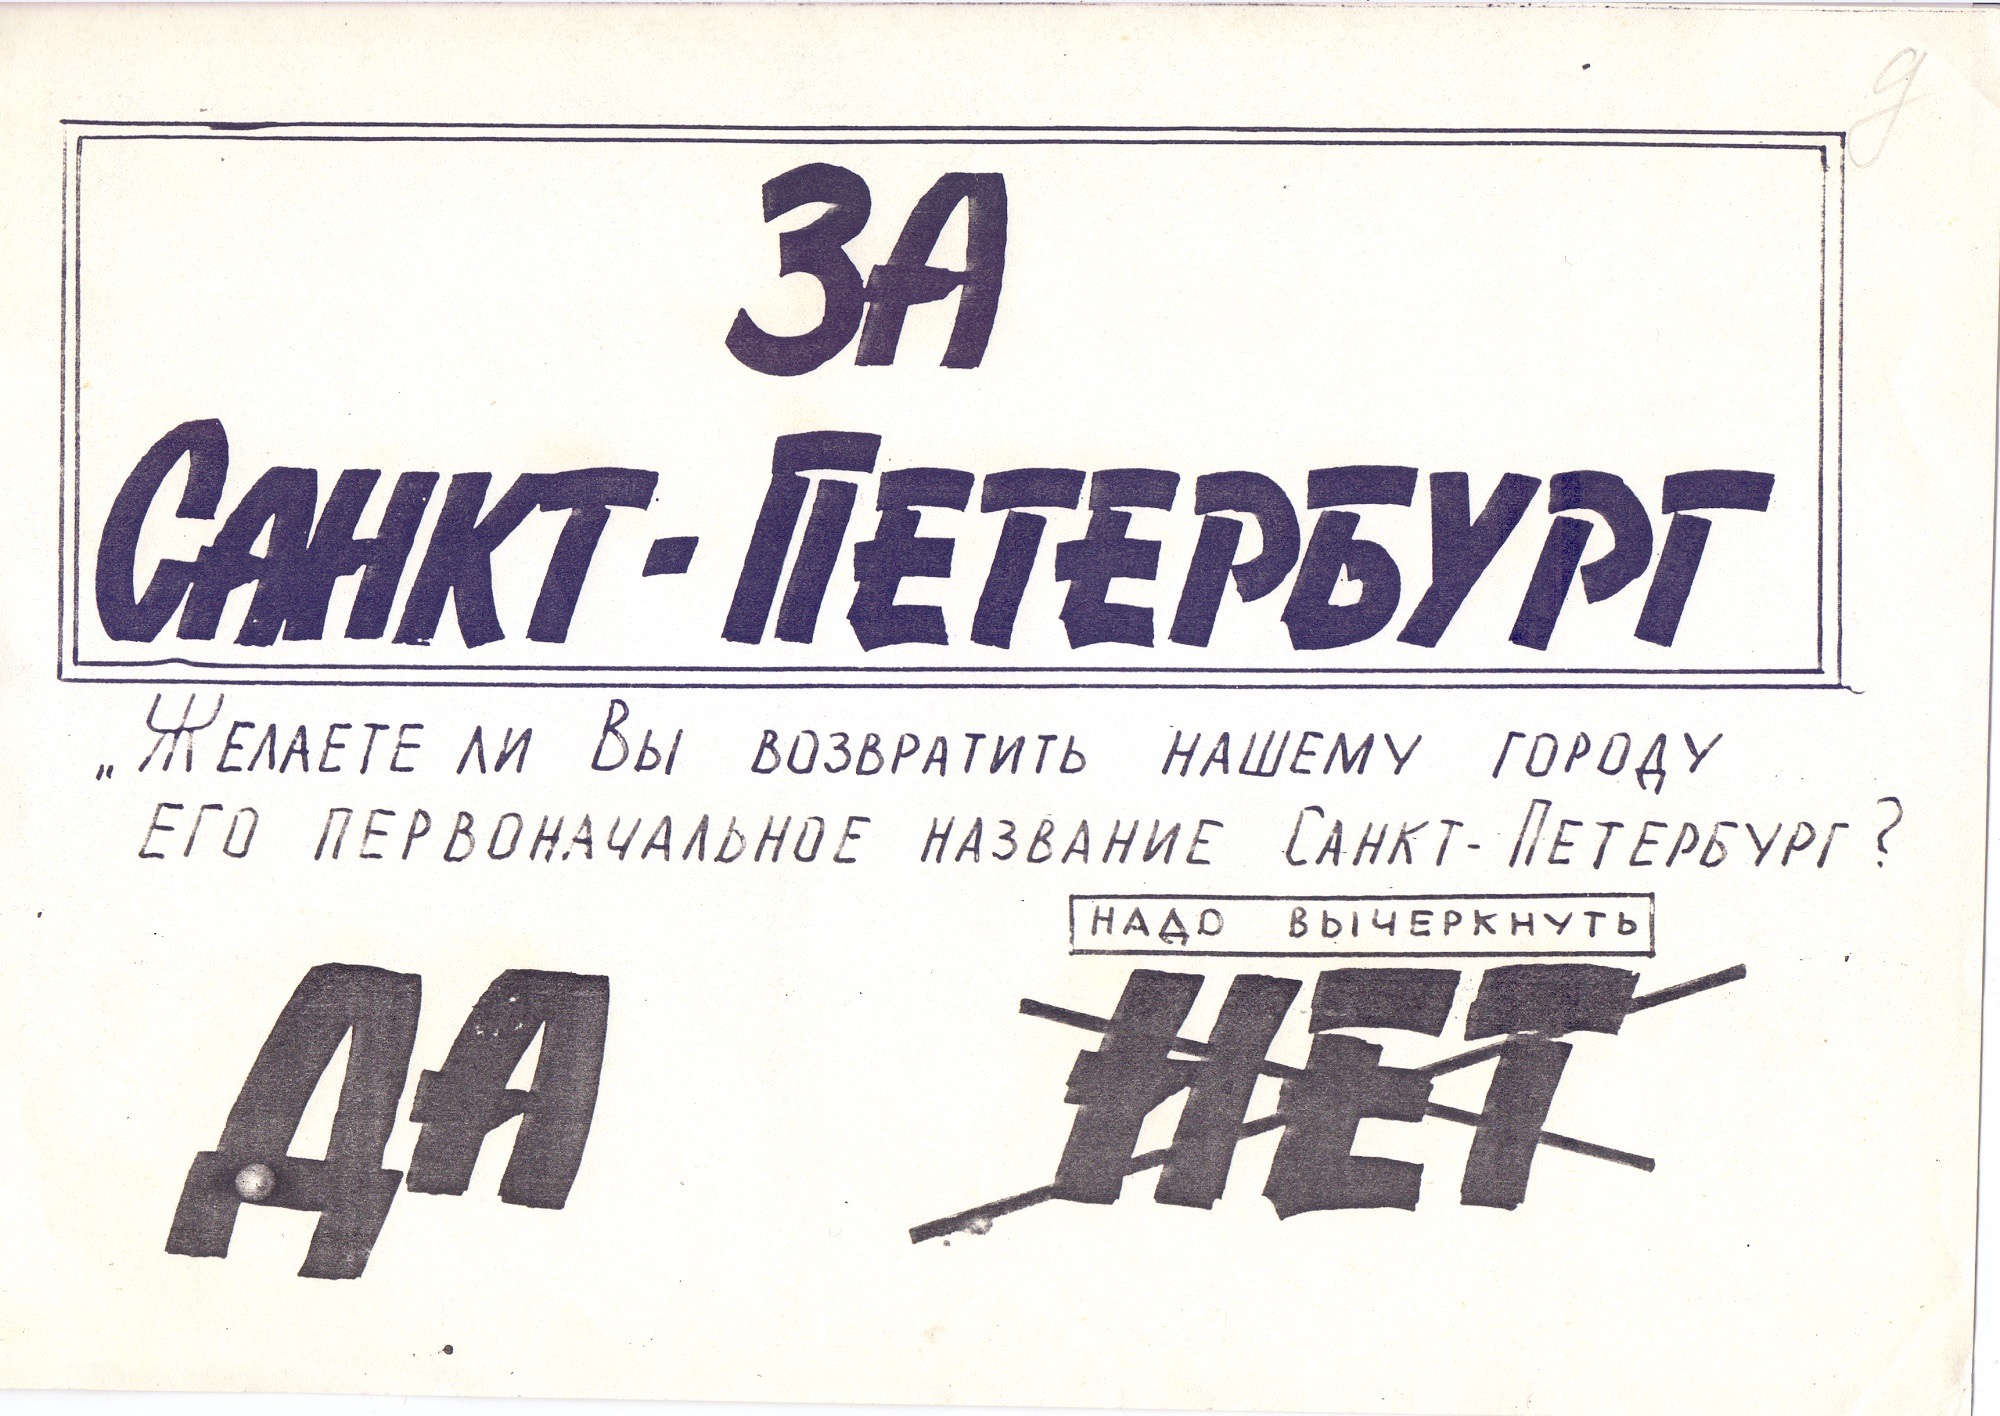 ЗА
САНКТ-ПЕТЕРБУРГ
„ЖЕЛАЕТЕ ЛИ ВЫ ВОЗВРАТИТЬ НАШЕМУ ГОРОДУ
ЕГО ПЕРВОНАЧАЛЬНОЕ НАЗВАНИЕ САНКТ-ПЕТЕРБУРГ?
НАДО ВЫЧЕРКНУТЬ
ДА НЕТ